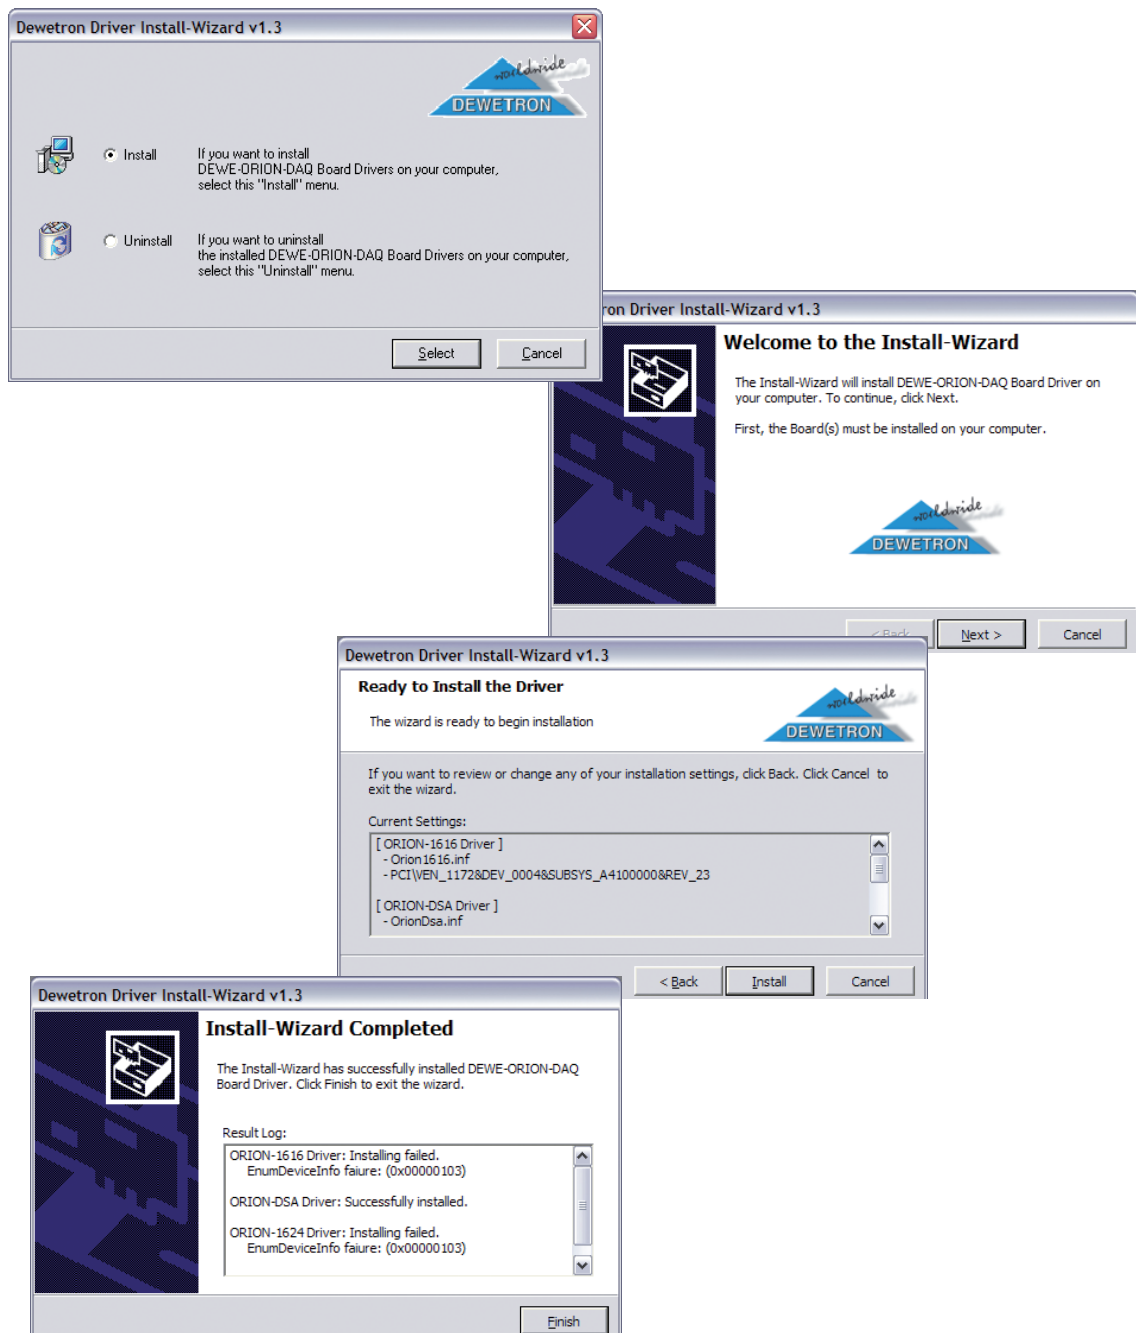 Dewetron Driver Install-Wizard v1.3
worldwide
DEWETRON
Install
If you want to install
DEWE-ORION-DAQ Board Drivers on your computer,
select this "Install" menu.
Uninstall
If you want to uninstall
the installed DEWE-ORION-DAQ Board Drivers on your computer,
select this "Uninstall" menu.
Select
Cancel
ron Driver Install-Wizard v1.3
Welcome to the Install-Wizard
The Install-Wizard will install DEWE-ORION-DAQ Board Driver on
your computer. To continue, click Next.
First, the Board(s) must be installed on your computer.
worldwide
DEWETRON
< Back
Next >
Cancel
Dewetron Driver Install-Wizard v1.3
Ready to Install the Driver
The wizard is ready to begin installation
worldwide
DEWETRON
If you want to review or change any of your installation settings, click Back. Click Cancel to
exit the wizard.
Current Settings:
[ ORION-1616 Driver ]
- Orion1616.inf
- PCI\VEN_1172&DEV_0004&SUBSYS_A4100000&REV_23
[ ORION-DSA Driver ]
- OrionDsa.inf
< Back
Install
Cancel
Dewetron Driver Install-Wizard v1.3
Install-Wizard Completed
The Install-Wizard has successfully installed DEWE-ORION-DAQ
Board Driver. Click Finish to exit the wizard.
Result Log:
ORION-1616 Driver: Installing failed.
EnumDeviceInfo faiure: (0x00000103)
ORION-DSA Driver: Successfully installed.
ORION-1624 Driver: Installing failed.
EnumDeviceInfo faiure: (0x00000103)
Finish